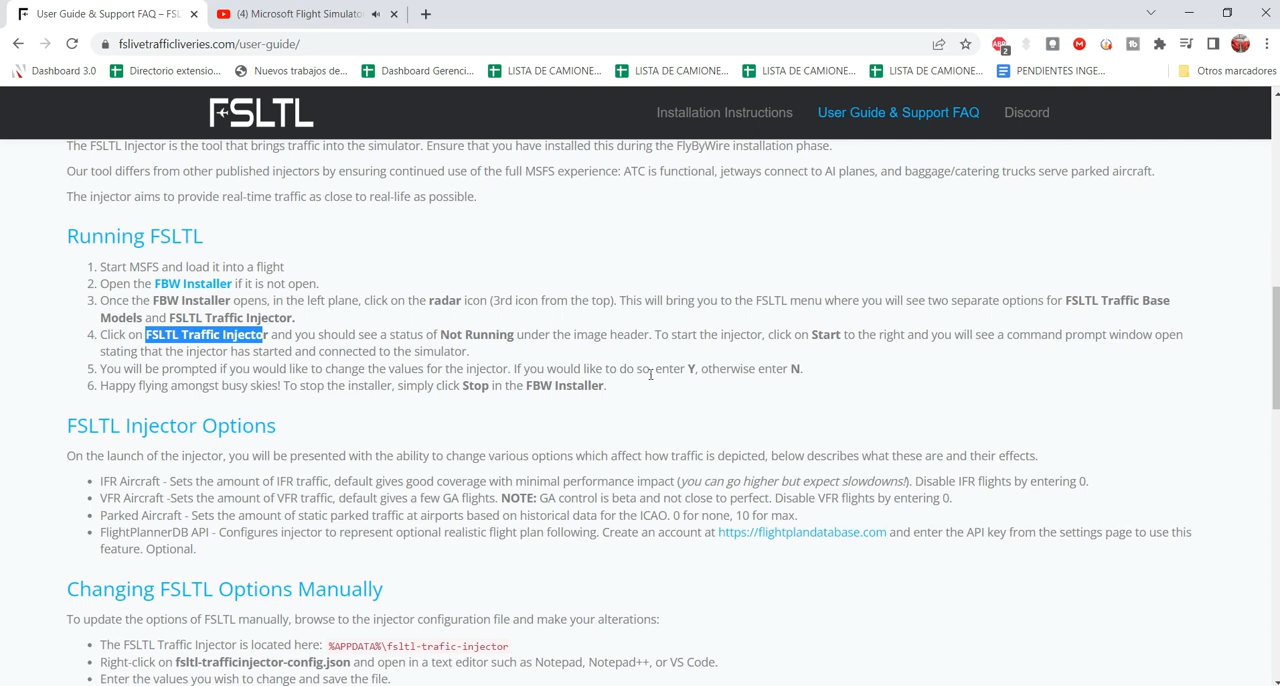 User Guide & Support FAQ – FSL
(4) Microsoft Flight Simulato
fslivetrafficliveries.com/user-guide/
ABP
2
M
tb
Dashboard 3.0
Directorio extensio...
Nuevos trabajos de...
Dashboard Gerenci...
LISTA DE CAMIONE...
LISTA DE CAMIONE...
LISTA DE CAMIONE...
LISTA DE CAMIONE...
PENDIENTES INGE...
Otros marcadores
FSLTL
Installation Instructions
User Guide & Support FAQ
Discord
The FSLTL Injector is the tool that brings traffic into the simulator. Ensure that you have installed this during the FlyByWire installation phase.
Our tool differs from other published injectors by ensuring continued use of the full MSFS experience: ATC is functional, jetways connect to AI planes, and baggage/catering trucks serve parked aircraft.
The injector aims to provide real-time traffic as close to real-life as possible.
Running FSLTL
1. Start MSFS and load it into a flight
2. Open the FBW Installer if it is not open.
3. Once the FBW Installer opens, in the left plane, click on the radar icon (3rd icon from the top). This will bring you to the FSLTL menu where you will see two separate options for FSLTL Traffic Base
Models and FSLTL Traffic Injector.
4. Click on FSLTL Traffic Injector and you should see a status of Not Running under the image header. To start the injector, click on Start to the right and you will see a command prompt window open
stating that the injector has started and connected to the simulator.
5. You will be prompted if you would like to change the values for the injector. If you would like to do so, enter Y, otherwise enter N.
6. Happy flying amongst busy skies! To stop the installer, simply click Stop in the FBW Installer.
FSLTL Injector Options
On the launch of the injector, you will be presented with the ability to change various options which affect how traffic is depicted, below describes what these are and their effects.
• IFR Aircraft - Sets the amount of IFR traffic, default gives good coverage with minimal performance impact (you can go higher but expect slowdowns!). Disable IFR flights by entering 0.
• VFR Aircraft -Sets the amount of VFR traffic, default gives a few GA flights. NOTE: GA control is beta and not close to perfect. Disable VFR flights by entering 0.
• Parked Aircraft - Sets the amount of static parked traffic at airports based on historical data for the ICAO. 0 for none, 10 for max.
• FlightPlannerDB API - Configures injector to represent optional realistic flight plan following. Create an account at https://flightplandatabase.com and enter the API key from the settings page to use this
feature. Optional.
Changing FSLTL Options Manually
To update the options of FSLTL manually, browse to the injector configuration file and make your alterations:
• The FSLTL Traffic Injector is located here: %APPDATA%\fsltl-trafic-injector
• Right-click on fsltl-trafficinjector-config.json and open in a text editor such as Notepad, Notepad++, or VS Code.
• Enter the values you wish to change and save the file.